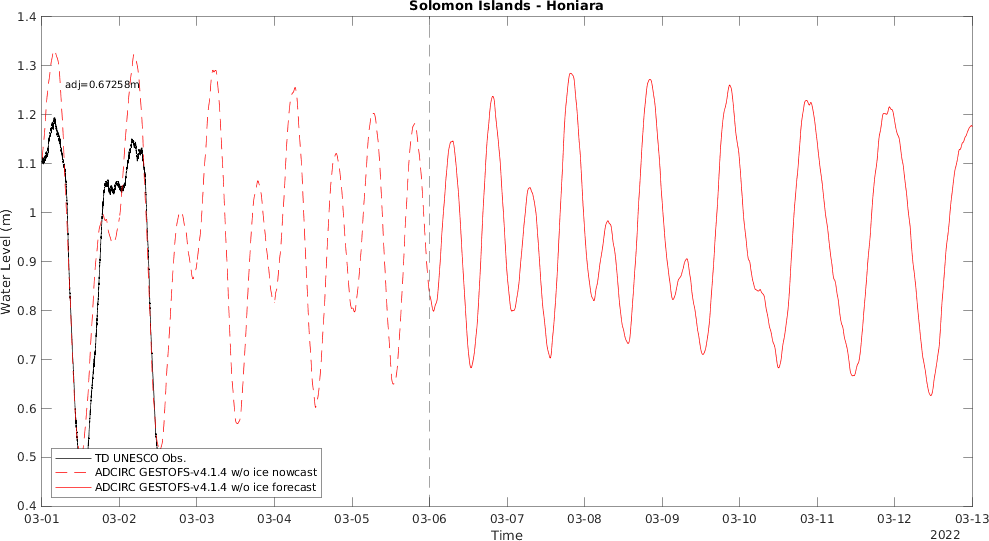 Solomon Islands - Honiara
1.4
1.3
1.2
1.1
1
0.9
0.8
0.7
0.6
0.5
0.4
Water Level (m)
adj=0.67258m
TD UNESCO Obs.
ADCIRC GESTOFS-v4.1.4 w/o ice nowcast
ADCIRC GESTOFS-v4.1.4 w/o ice forecast
03-01 03-02 03-03 03-04 03-05 03-06 03-07 03-08 03-09 03-10 03-11 03-12 03-13
Time
2022